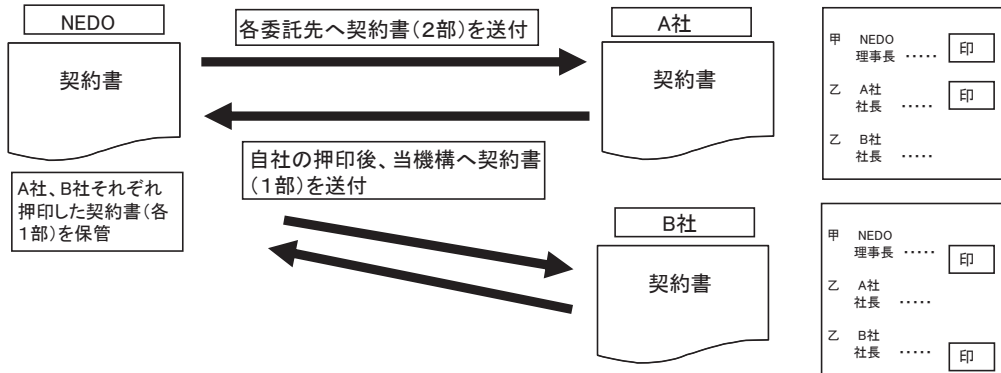 NEDO
契約書
A社、B社それぞれ
押印した契約書(各
1部)を保管
各委託先へ契約書(2部)を送付
自社の押印後、当機構へ契約書
(1部)を送付
A社
契約書
B社
契約書
甲 NEDO
理事長 ‥‥‥ 印
乙 A社
社長 ‥‥‥ 印
乙 B社
社長 ‥‥‥
甲 NEDO
理事長 ‥‥‥ 印
乙 A社
社長 ‥‥‥
乙 B社
社長 ‥‥‥ 印